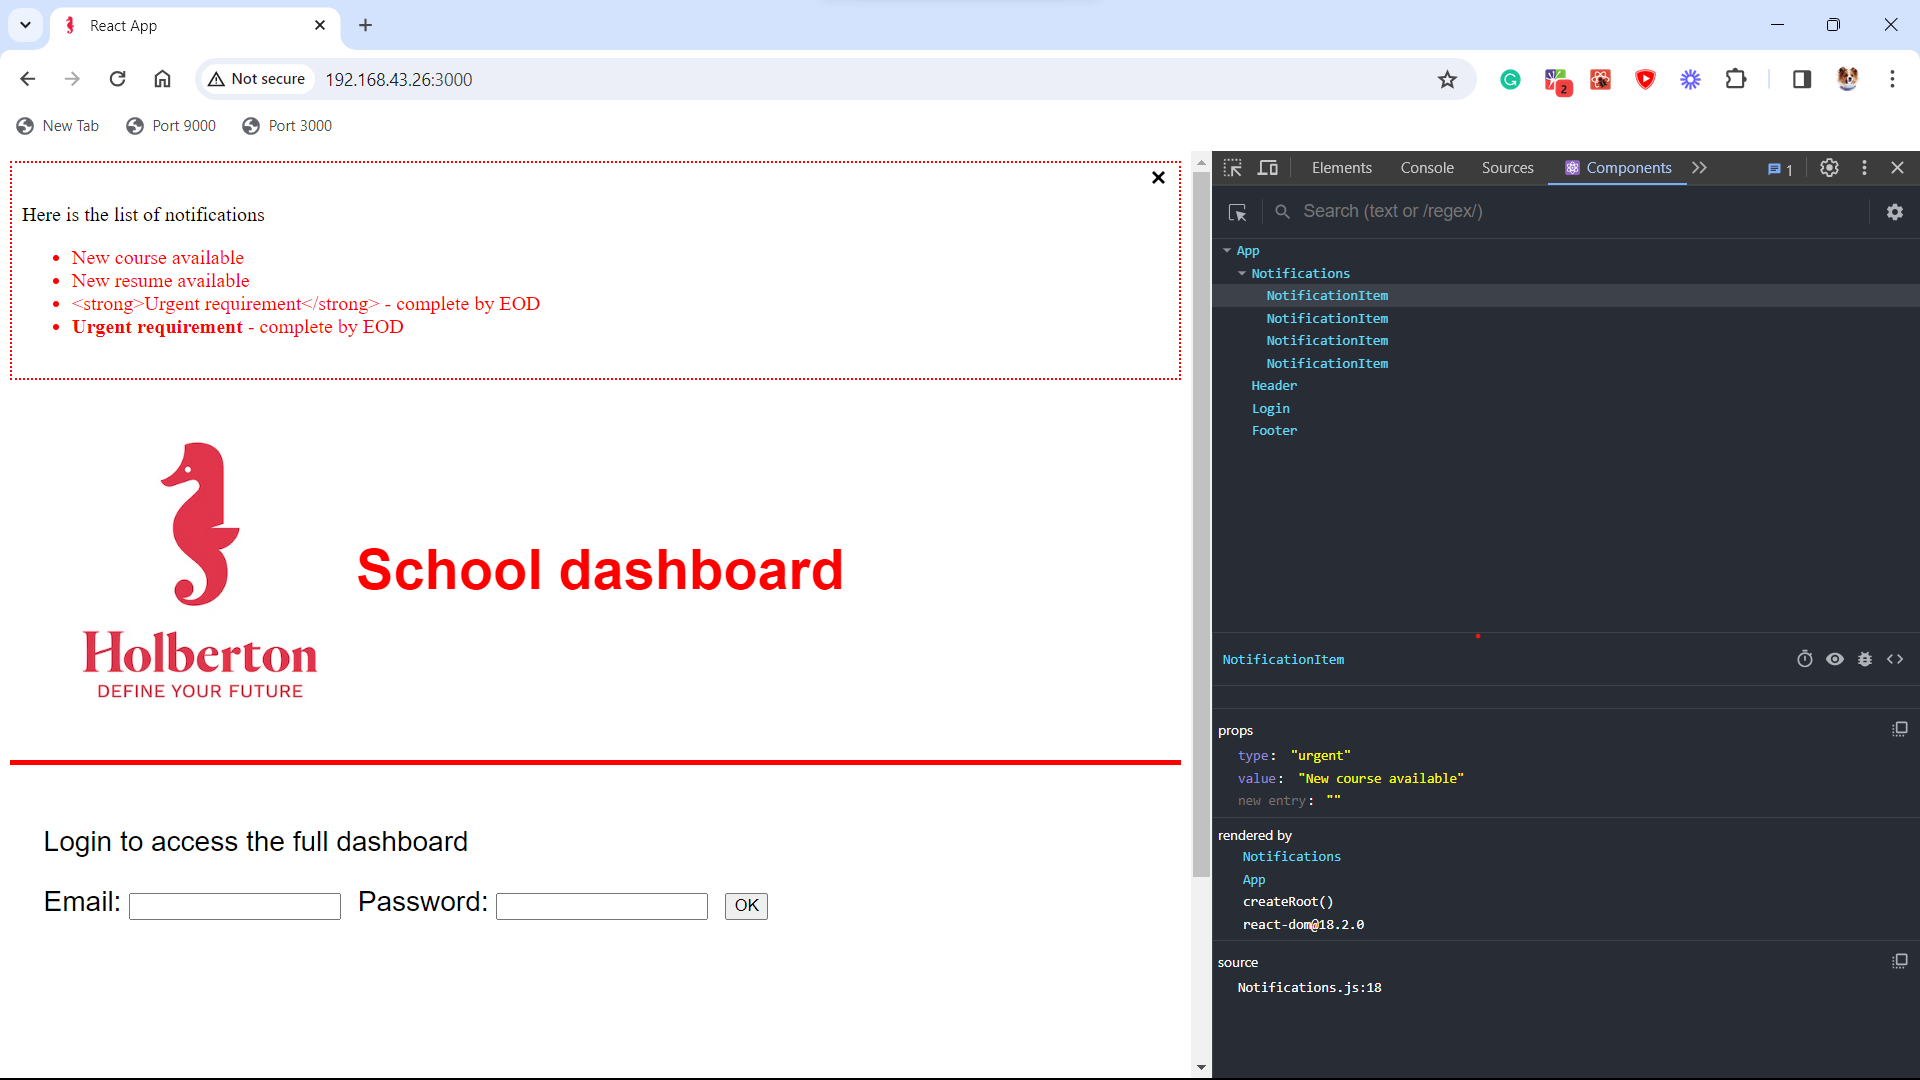 React App
Not secure
192.168.43.26:3000
2
New Tab
Port 9000
Port 3000
Here is the list of notifications
New course available
New resume available
<strong>Urgent requirement</strong> - complete by EOD
Urgent requirement - complete by EOD
School dashboard
Holberton
DEFINE YOUR FUTURE
Login to access the full dashboard
Email:
Password:
OK
Elements
Console
Sources
Components
1
Search (text or /regex/)
App
Notifications
NotificationItem
NotificationItem
NotificationItem
NotificationItem
Header
Login
Footer
NotificationItem
props
type: "urgent"
value: "New course available"
new entry: ""
rendered by
Notifications
App
createRoot()
react-dom@18.2.0
source
Notifications.js:18